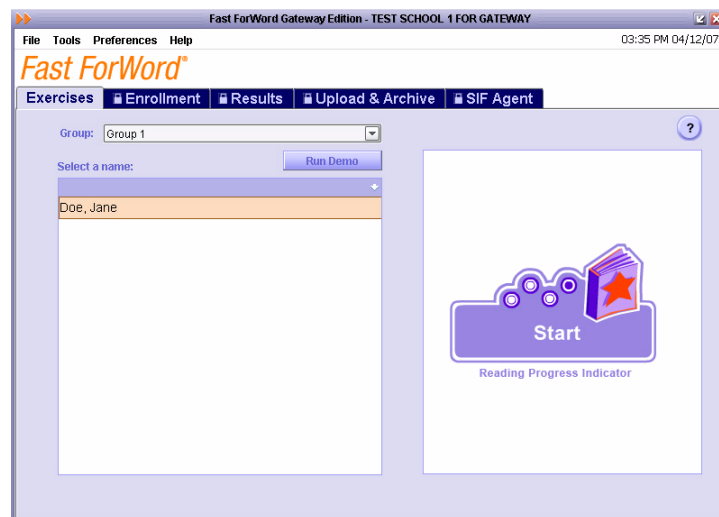 Fast ForWord Gateway Edition - TEST SCHOOL 1 FOR GATEWAY
File Tools Preferences Help 03:35 PM 04/12/07
Fast ForWord®
Exercises Enrollment Results Upload & Archive SIF Agent
Group: Group 1 ?
Select a name: Run Demo
Doe, Jane
Start
Reading Progress Indicator